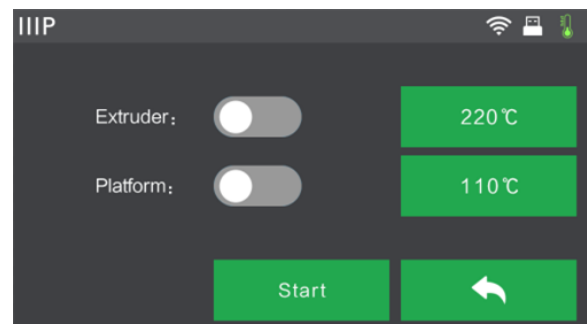 IIIP
Extruder: 220℃
Platform: 110℃
Start